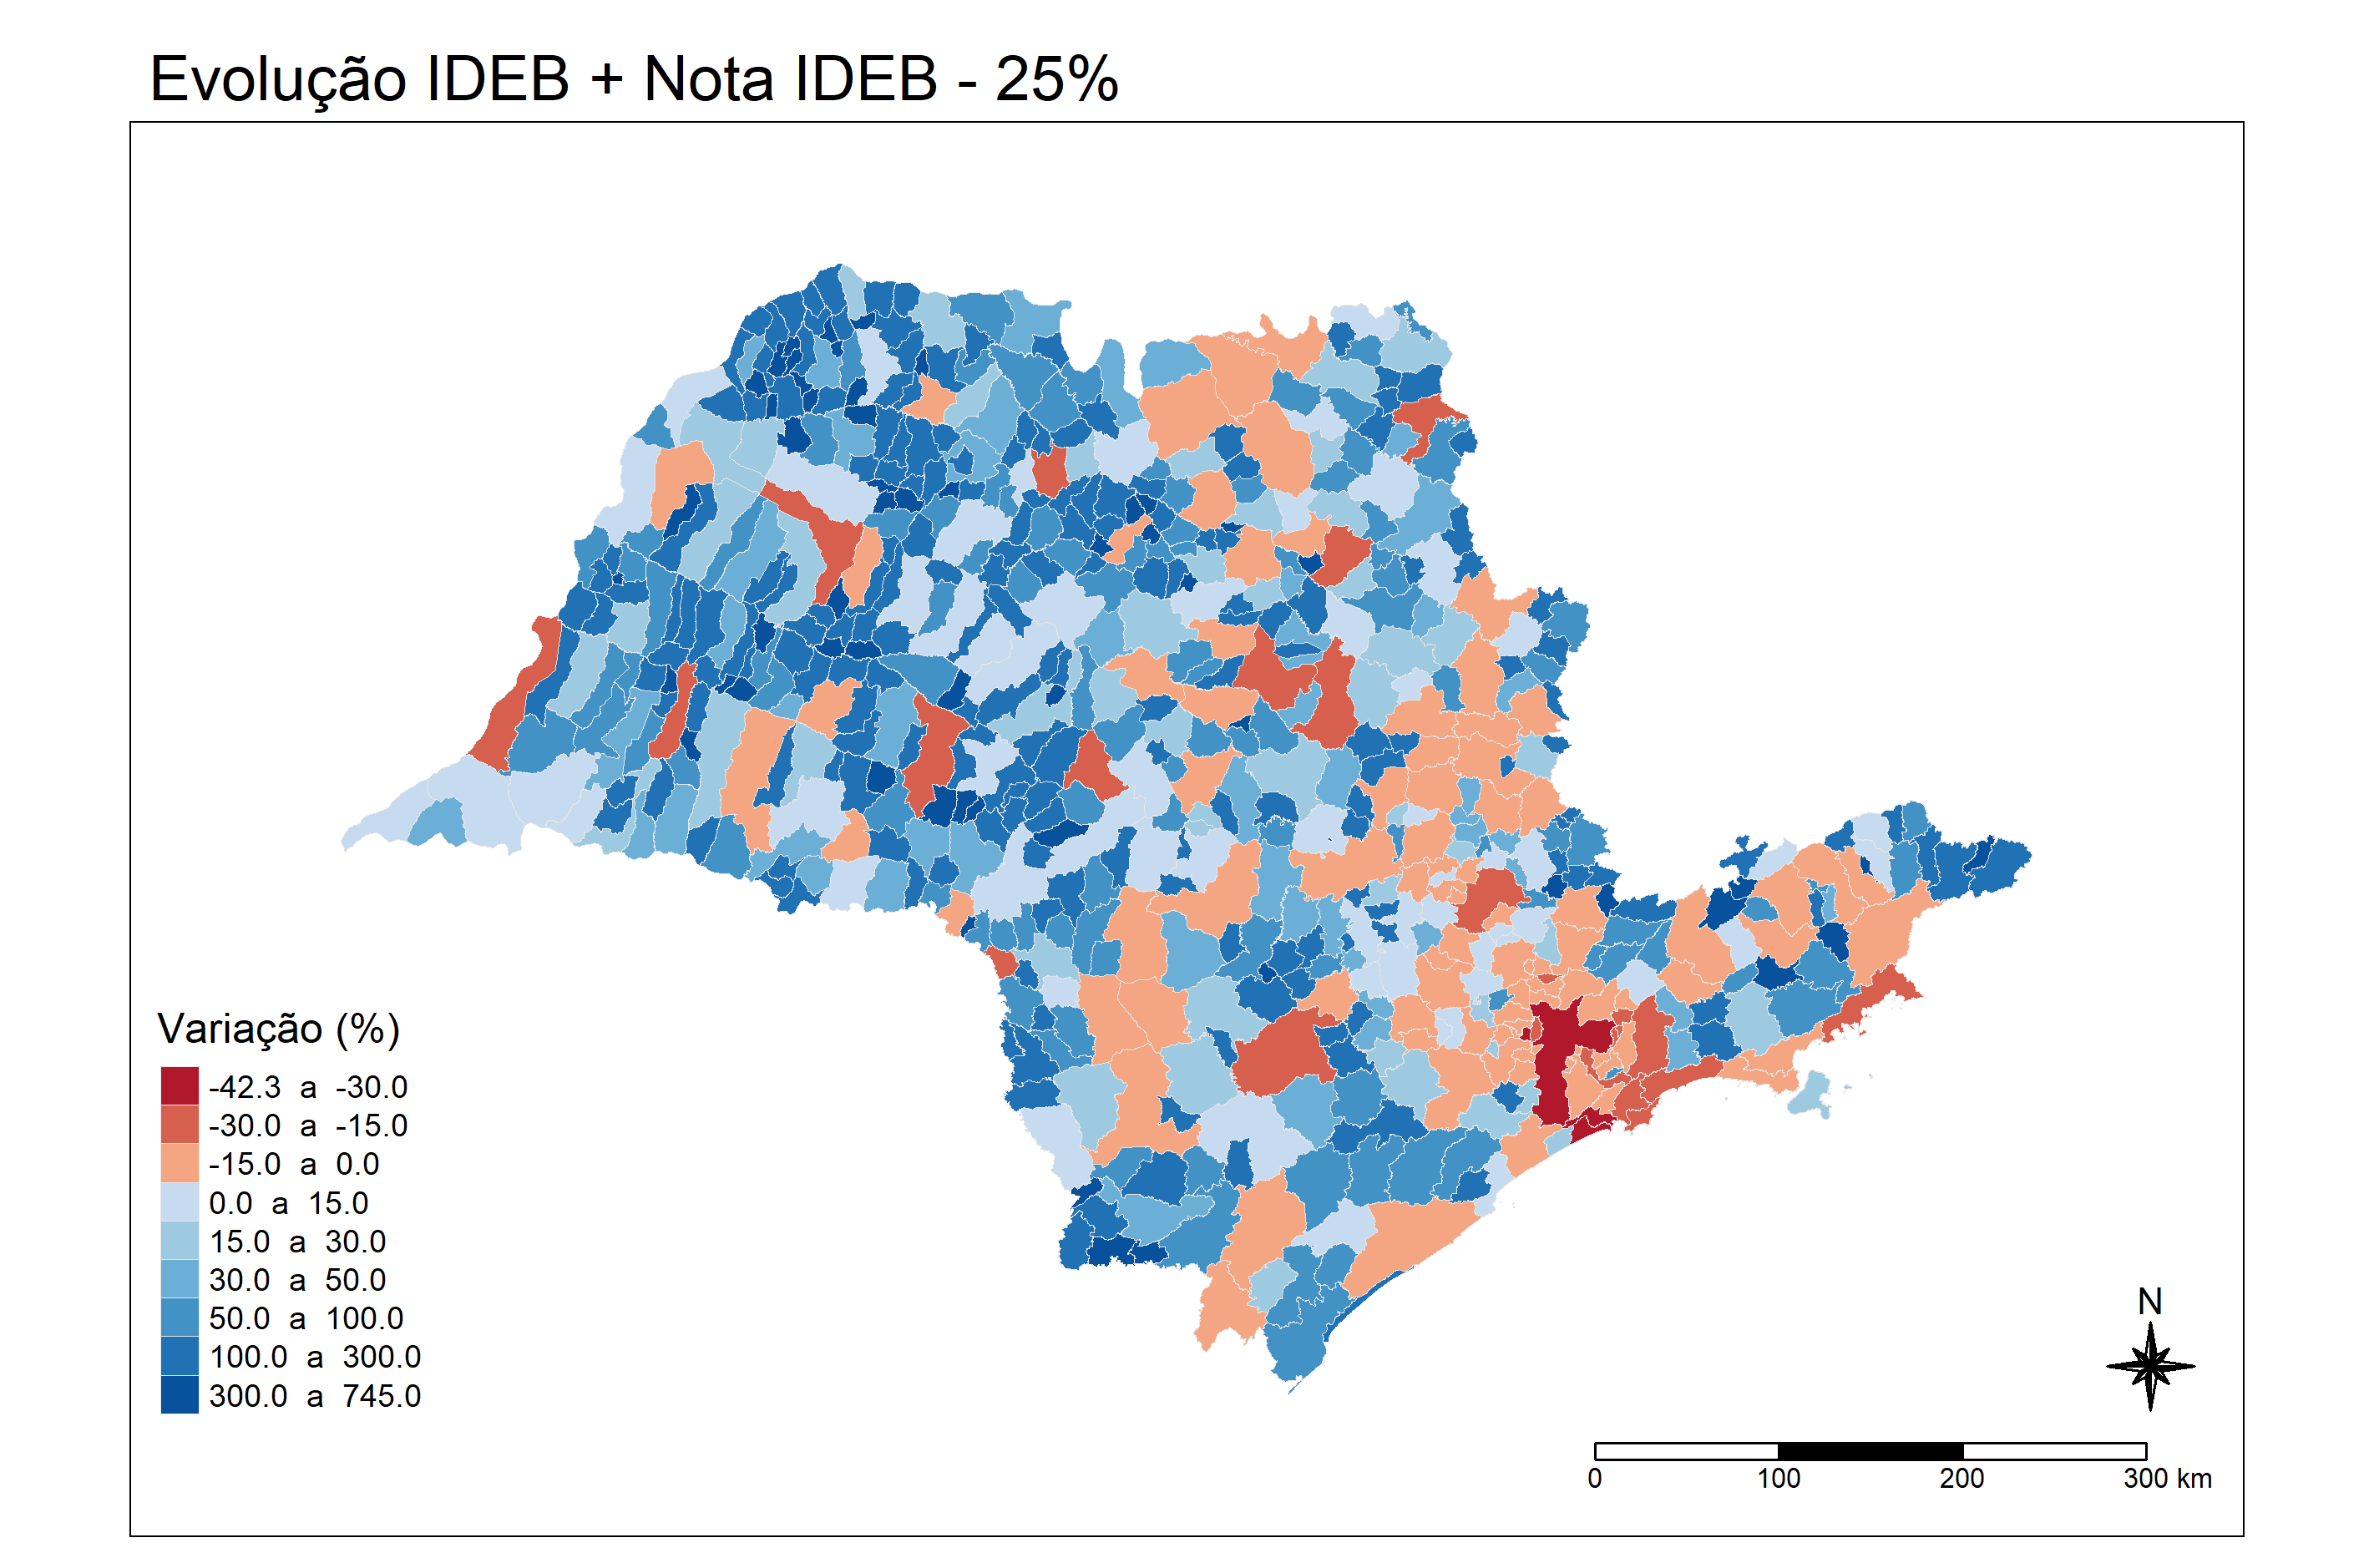 Evolução IDEB + Nota IDEB - 25%
Variação (%)
-42.3 a -30.0
-30.0 a -15.0
-15.0 a 0.0
0.0 a 15.0
15.0 a 30.0
30.0 a 50.0
50.0 a 100.0
100.0 a 300.0
300.0 a 745.0
N
0 100 200 300 km